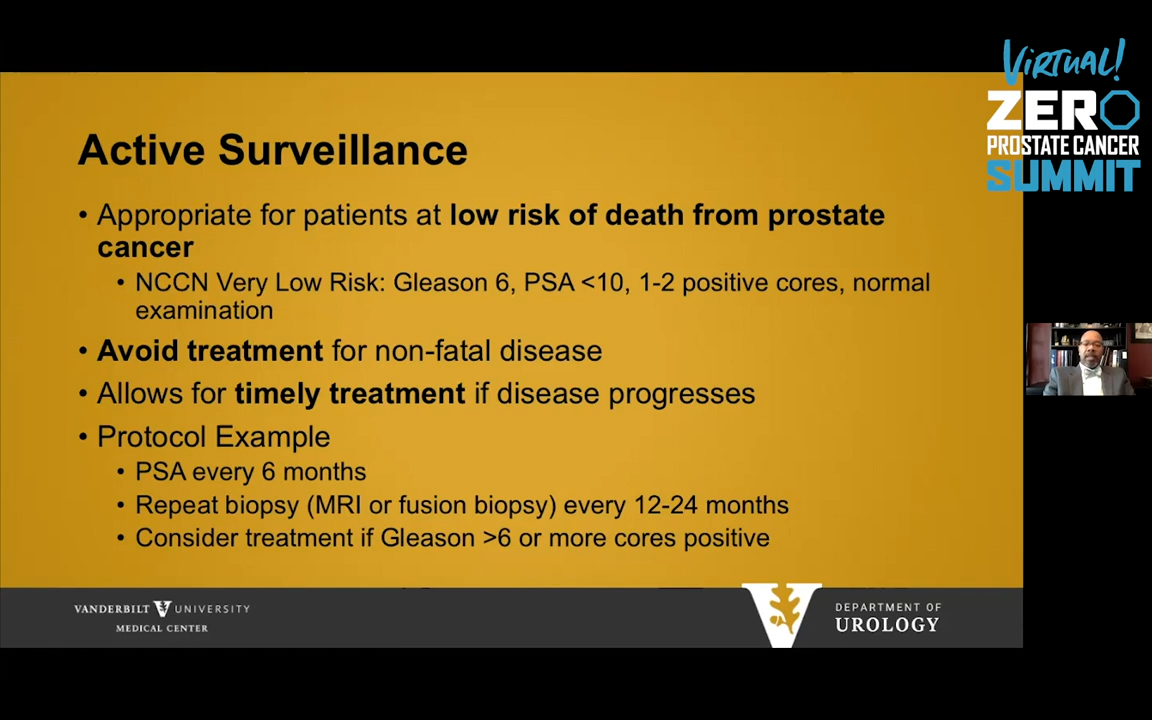 Active Surveillance
• Appropriate for patients at low risk of death from prostate
cancer
• NCCN Very Low Risk: Gleason 6, PSA <10, 1-2 positive cores, normal
examination
• Avoid treatment for non-fatal disease
• Allows for timely treatment if disease progresses
• Protocol Example
• PSA every 6 months
• Repeat biopsy (MRI or fusion biopsy) every 12-24 months
• Consider treatment if Gleason >6 or more cores positive
VANDERBILT V UNIVERSITY
MEDICAL CENTER
V
DEPARTMENT OF
UROLOGY
VIRTUAL!
ZERO
PROSTATE CANCER
SUMMIT